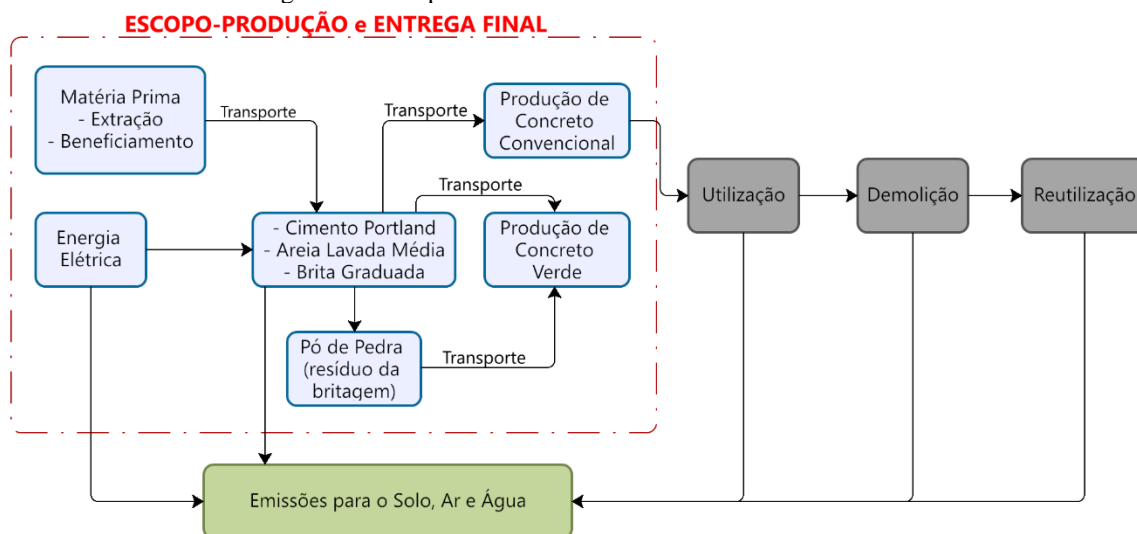 ESCOPO-PRODUÇÃO e ENTREGA FINAL
Matéria Prima
- Extração
- Beneficiamento
Transporte
Transporte
Produção de
Concreto
Convencional
Energia
Elétrica
- Cimento Portland
- Areia Lavada Média
- Brita Graduada
Transporte
Produção de
Concreto
Verde
Utilização
Demolição
Reutilização
Pó de Pedra
(resíduo da
britagem)
Transporte
Emissões para o Solo, Ar e Água